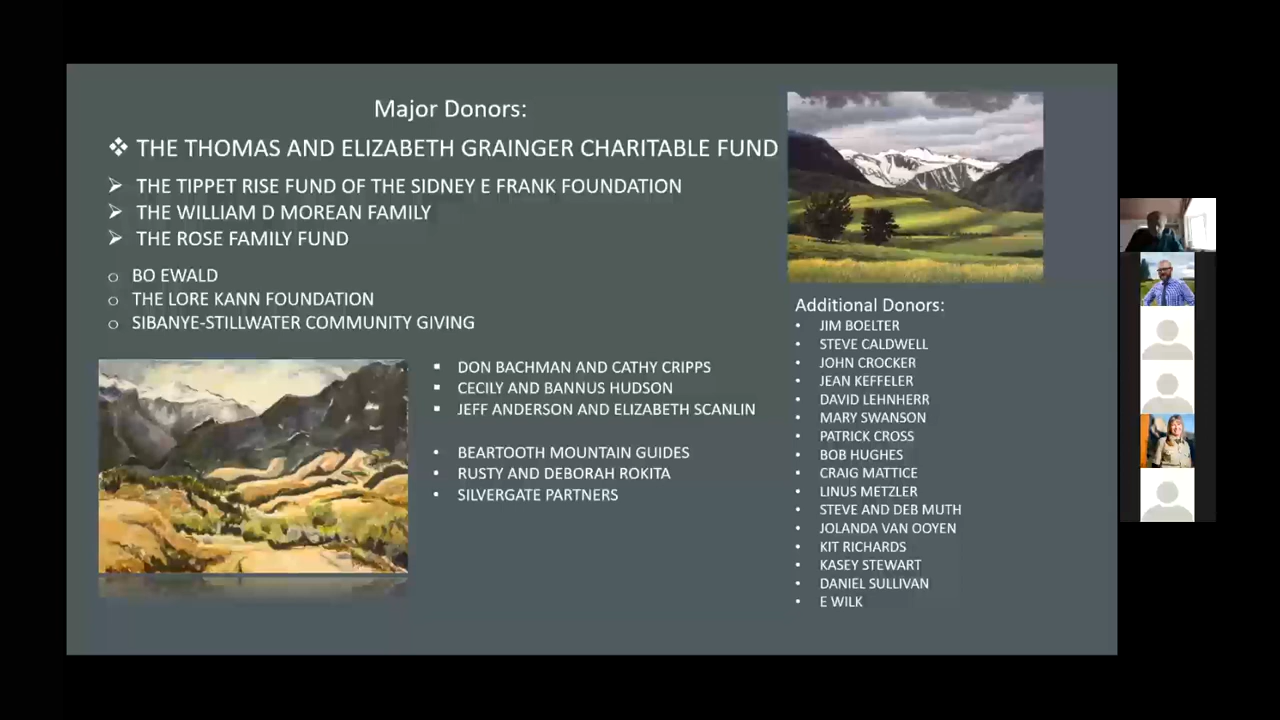 Major Donors:
THE THOMAS AND ELIZABETH GRAINGER CHARITABLE FUND
THE TIPPET RISE FUND OF THE SIDNEY E FRANK FOUNDATION
THE WILLIAM D MOREAN FAMILY
THE ROSE FAMILY FUND
BO EWALD
THE LORE KANN FOUNDATION
SIBANYE-STILLWATER COMMUNITY GIVING
DON BACHMAN AND CATHY CRIPPS
CECILY AND BANNUS HUDSON
JEFF ANDERSON AND ELIZABETH SCANLIN
BEARTOOTH MOUNTAIN GUIDES
RUSTY AND DEBORAH ROKITA
SILVERGATE PARTNERS
Additional Donors:
JIM BOELTER
STEVE CALDWELL
JOHN CROCKER
JEAN KEFFELER
DAVID LEHNHERR
MARY SWANSON
PATRICK CROSS
BOB HUGHES
CRAIG MATTICE
LINUS METZLER
STEVE AND DEB MUTH
JOLANDA VAN OOYEN
KIT RICHARDS
KASEY STEWART
DANIEL SULLIVAN
E WILK